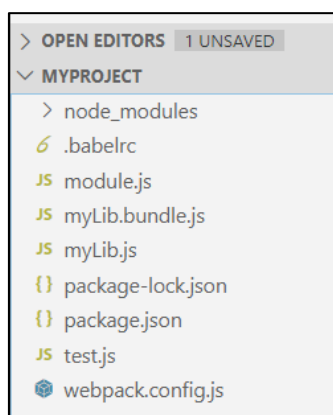 OPEN EDITORS 1 UNSAVED
MYPROJECT
node_modules
.babelrc
JS module.js
JS myLib.bundle.js
JS myLib.js
{} package-lock.json
{} package.json
JS test.js
webpack.config.js